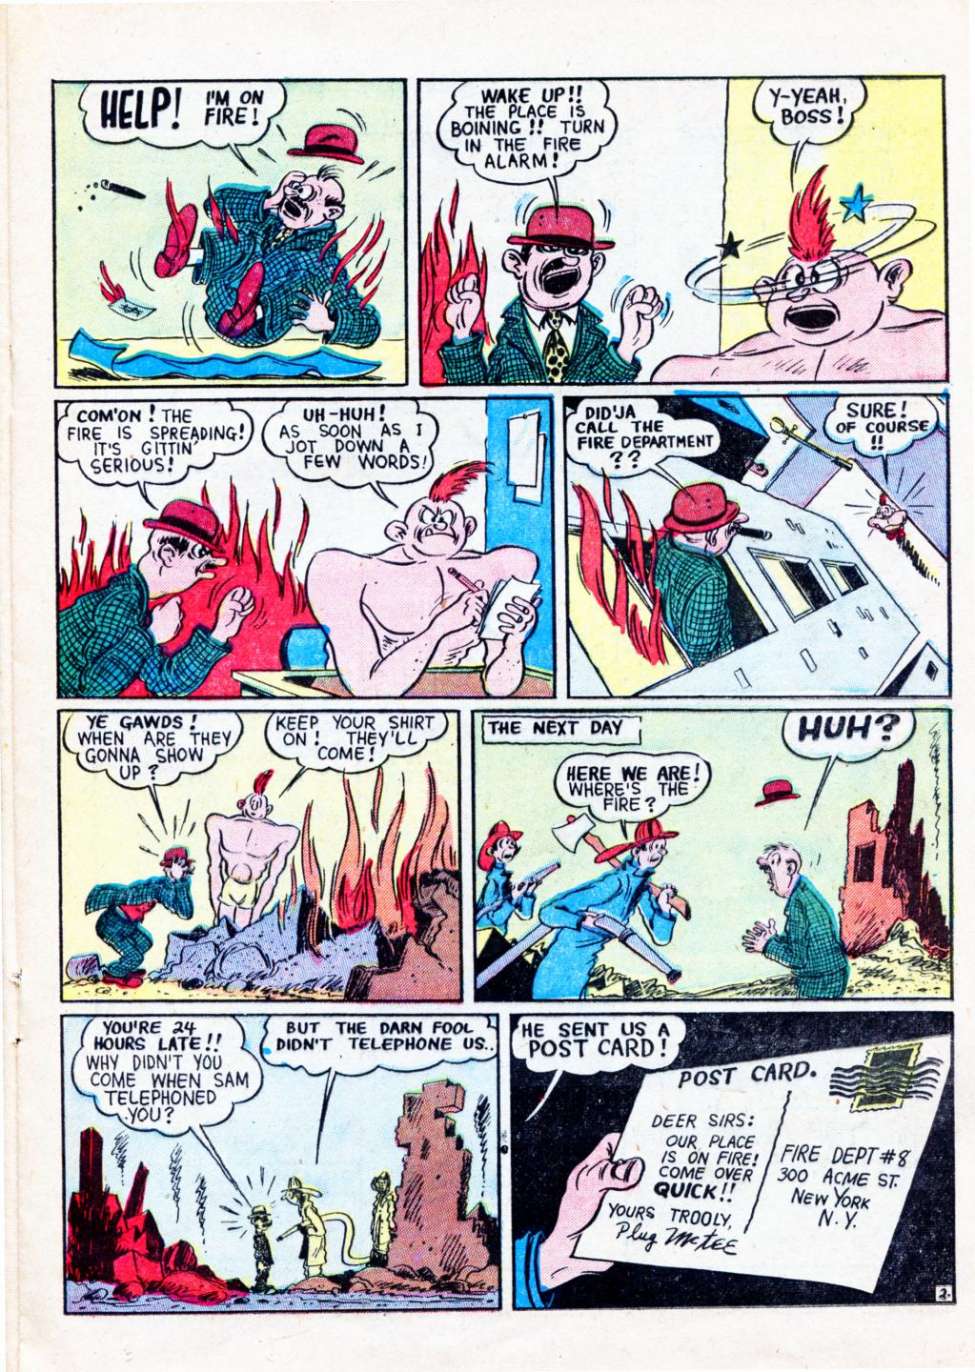 HELP!
I'M ON
FIRE!
WAKE UP!!
THE PLACE IS
BOINING!! TURN
IN THE FIRE
ALARM!
Y-YEAH,
BOSS!
COM'ON! THE
FIRE IS SPREADING!
IT'S GITTIN'
SERIOUS!
UH-HUH!
AS SOON AS I
JOT DOWN A
FEW WORDS!
DID'JA
CALL THE
FIRE DEPARTMENT
??
SURE!
OF COURSE
!!
YE GAWDS!
WHEN ARE THEY
GONNA SHOW
UP?
KEEP YOUR SHIRT
ON! THEY'LL
COME!
THE NEXT DAY
HERE WE ARE!
WHERE'S THE
FIRE?
HUH?
YOU'RE 24
HOURS LATE!!
WHY DIDN'T YOU
COME WHEN SAM
TELEPHONED
YOU?
BUT THE DARN FOOL
DIDN'T TELEPHONE US..
HE SENT US A
POST CARD!
POST CARD.
DEER SIRS:
OUR PLACE
IS ON FIRE!
COME OVER
QUICK!!
YOURS TROOLY,
Plug McTEE
FIRE DEPT #8
300 ACME ST.
NEW YORK
N.Y.
2.